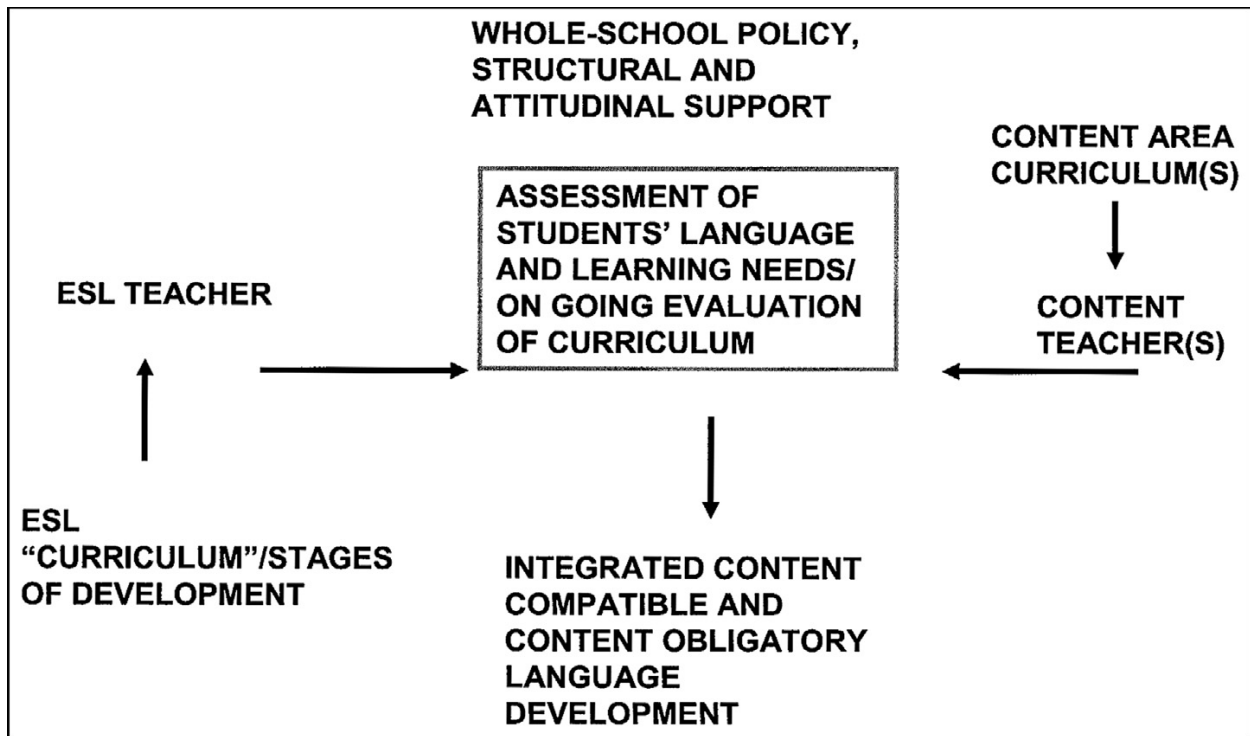 WHOLE-SCHOOL POLICY,
STRUCTURAL AND
ATTITUDINAL SUPPORT
CONTENT AREA
CURRICULUM(S)
ASSESSMENT OF
STUDENTS' LANGUAGE
AND LEARNING NEEDS/
ON GOING EVALUATION
OF CURRICULUM
ESL TEACHER
CONTENT
TEACHER(S)
ESL
“CURRICULUM”/STAGES
OF DEVELOPMENT
INTEGRATED CONTENT
COMPATIBLE AND
CONTENT OBLIGATORY
LANGUAGE
DEVELOPMENT